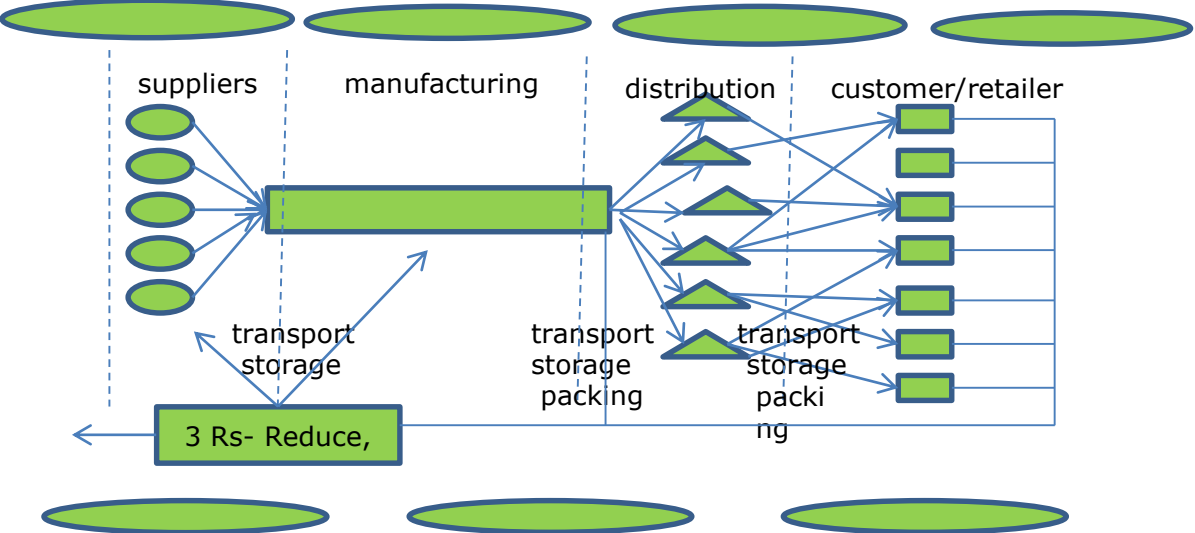 suppliers
manufacturing
distribution
customer/retailer
transport
storage
transport
storage
packing
transport
storage
packi
ng
3 Rs- Reduce,